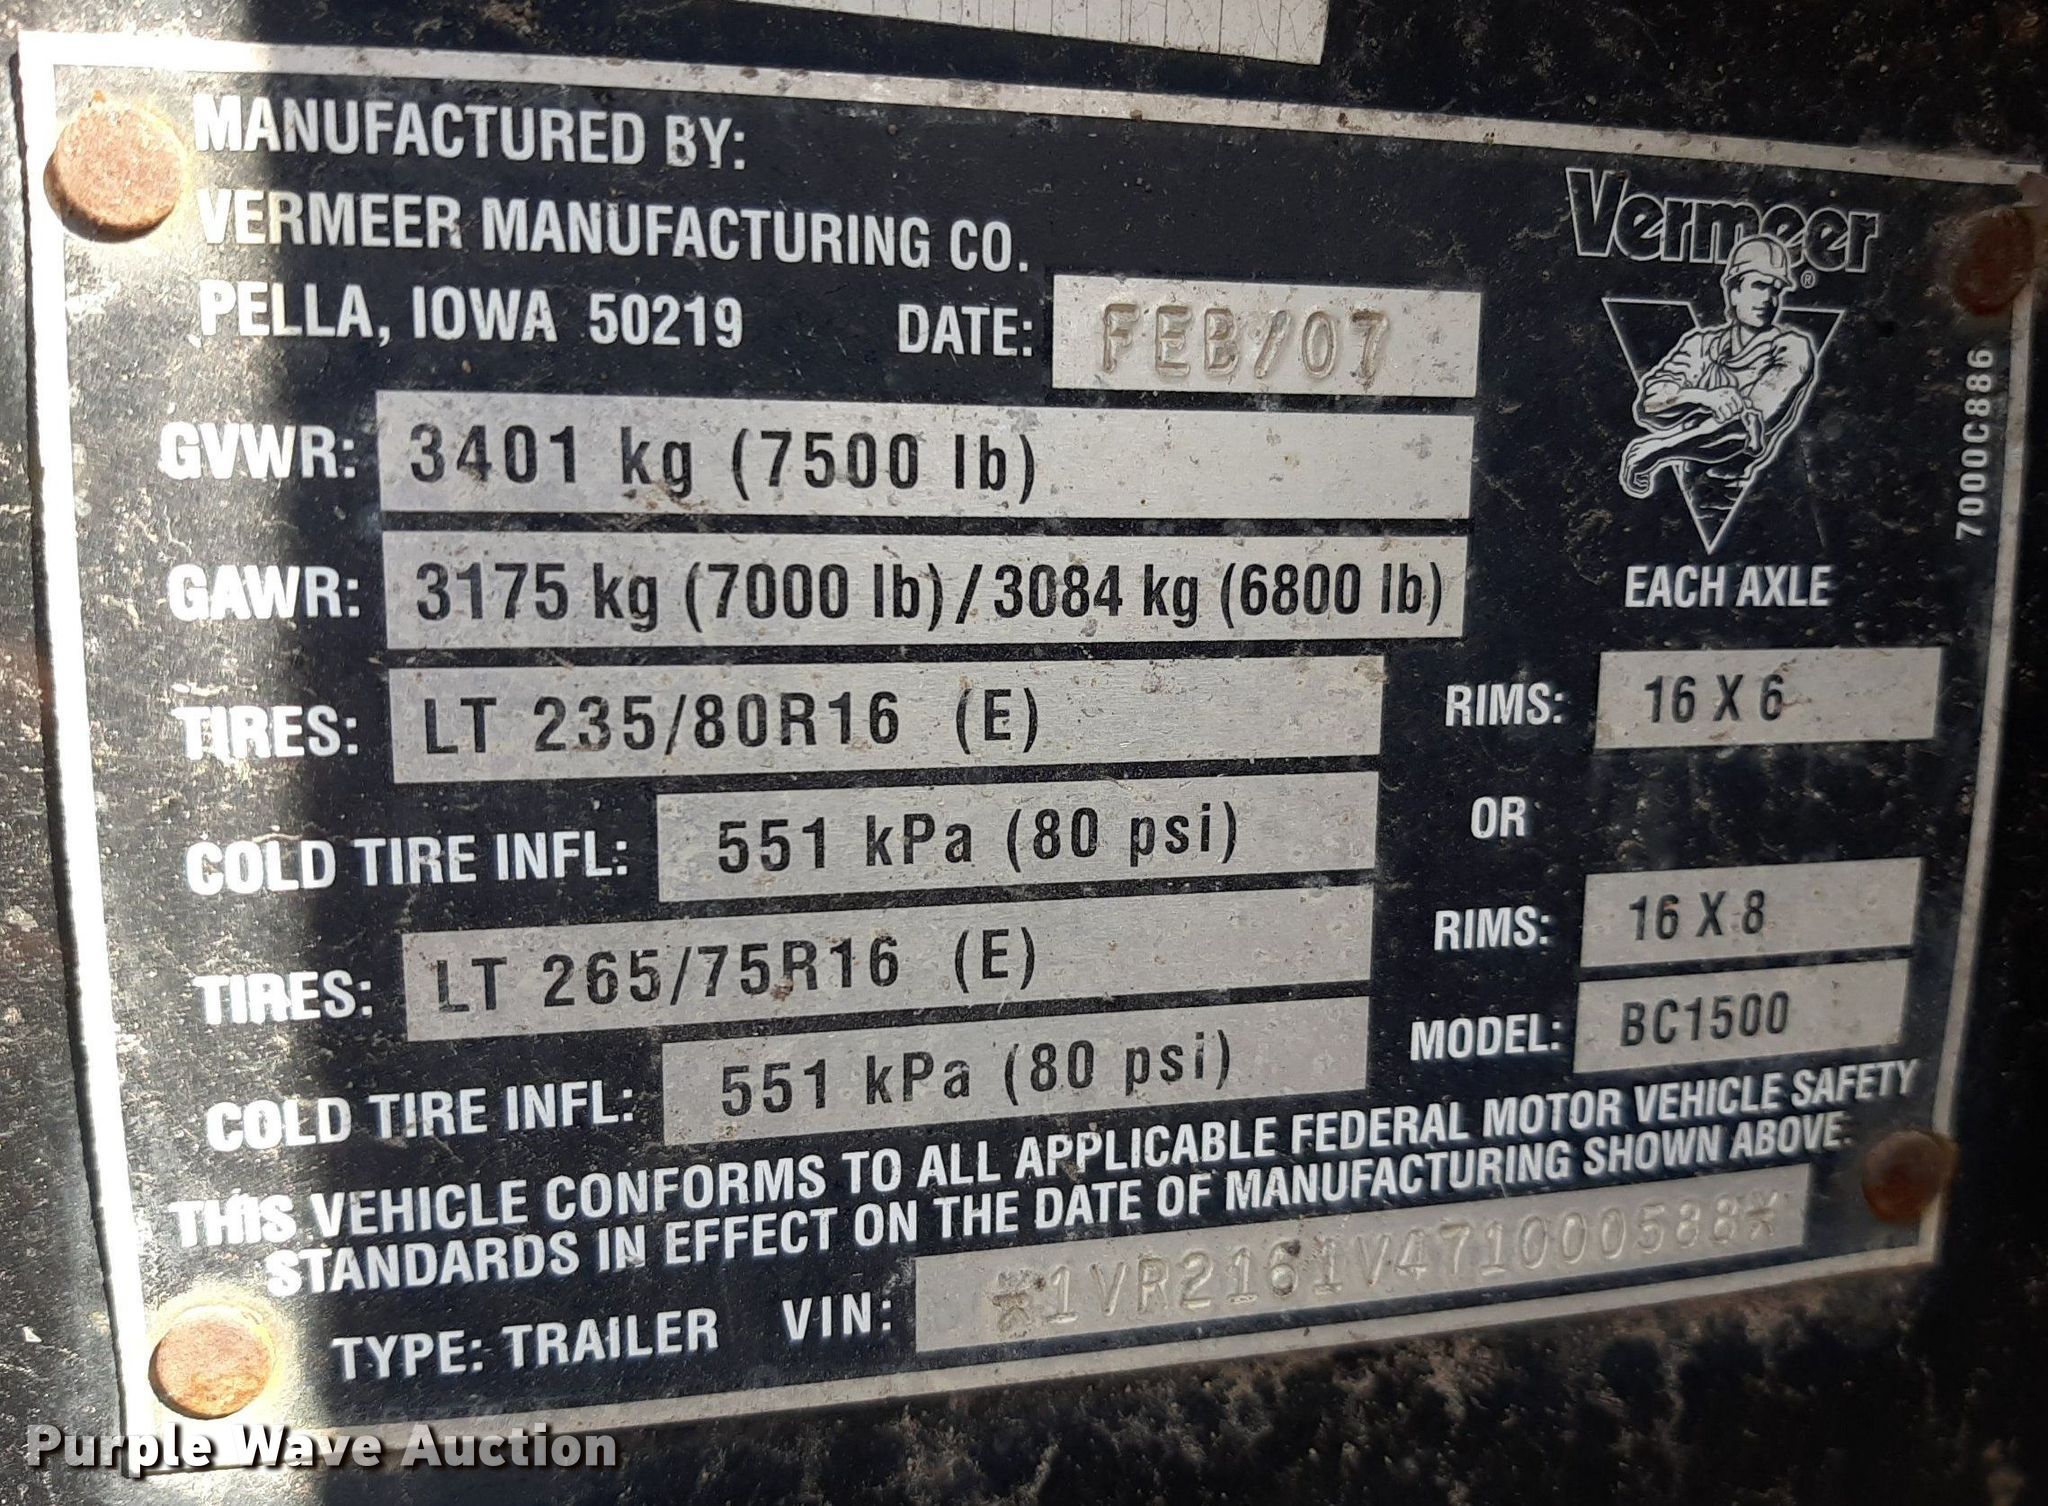 MANUFACTURED BY:
VERMEER MANUFACTURING CO.
PELLA, IOWA 50219 DATE: FEB/07
Vermeer®
7000C886
GVWR: 3401 kg (7500 lb)
GAWR: 3175 kg (7000 lb)/3084 kg (6800 lb) EACH AXLE
TIRES: LT 235/80R16 (E) RIMS: 16 X 6
COLD TIRE INFL: 551 kPa (80 psi) OR
TIRES: LT 265/75R16 (E) RIMS: 16 X 8
COLD TIRE INFL: 551 kPa (80 psi) MODEL: BC1500
THIS VEHICLE CONFORMS TO ALL APPLICABLE FEDERAL MOTOR VEHICLE SAFETY
STANDARDS IN EFFECT ON THE DATE OF MANUFACTURING SHOWN ABOVE.
TYPE: TRAILER VIN: *1VR2161V471000588*
Purple Wave Auction